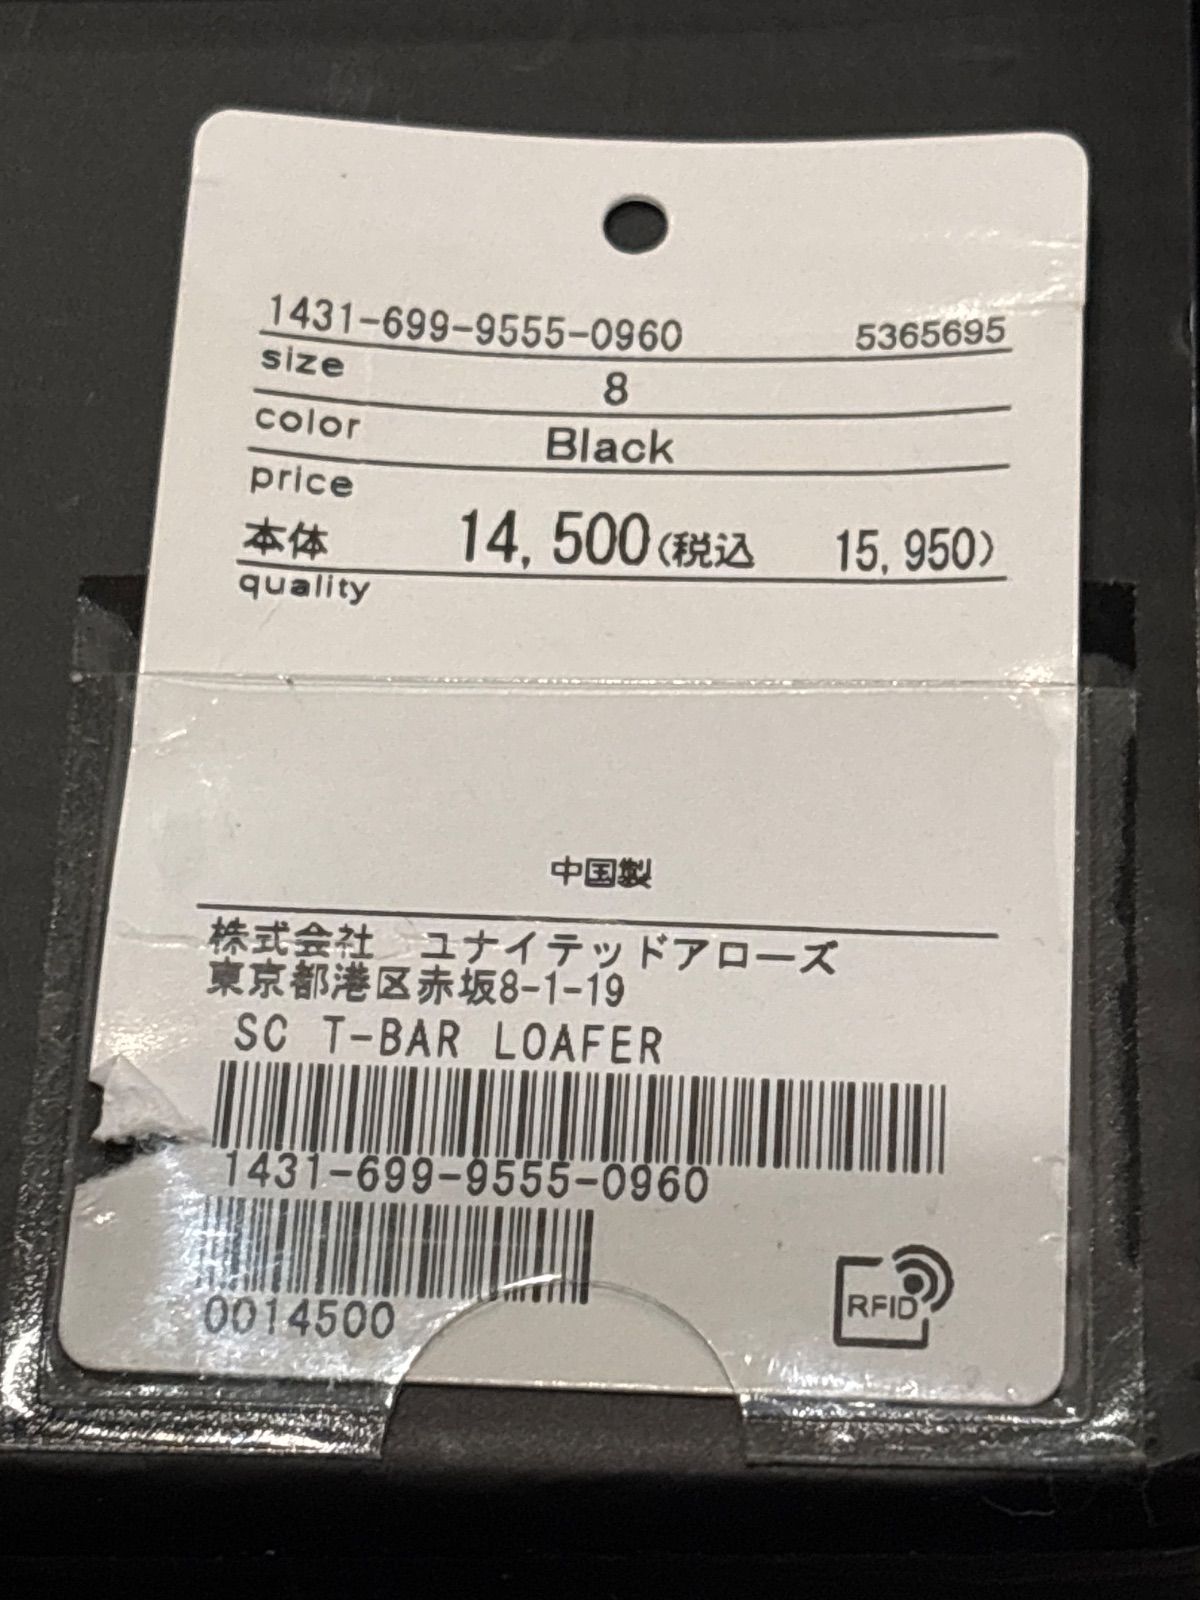 1431-699-9555-0960 5365695
size 8
color Black
price
本体 14,500(税込 15,950)
quality
中国製
株式会社 ユナイテッドアローズ
東京都港区赤坂8-1-19
SC T-BAR LOAFER
1431-699-9555-0960
0014500
RFID